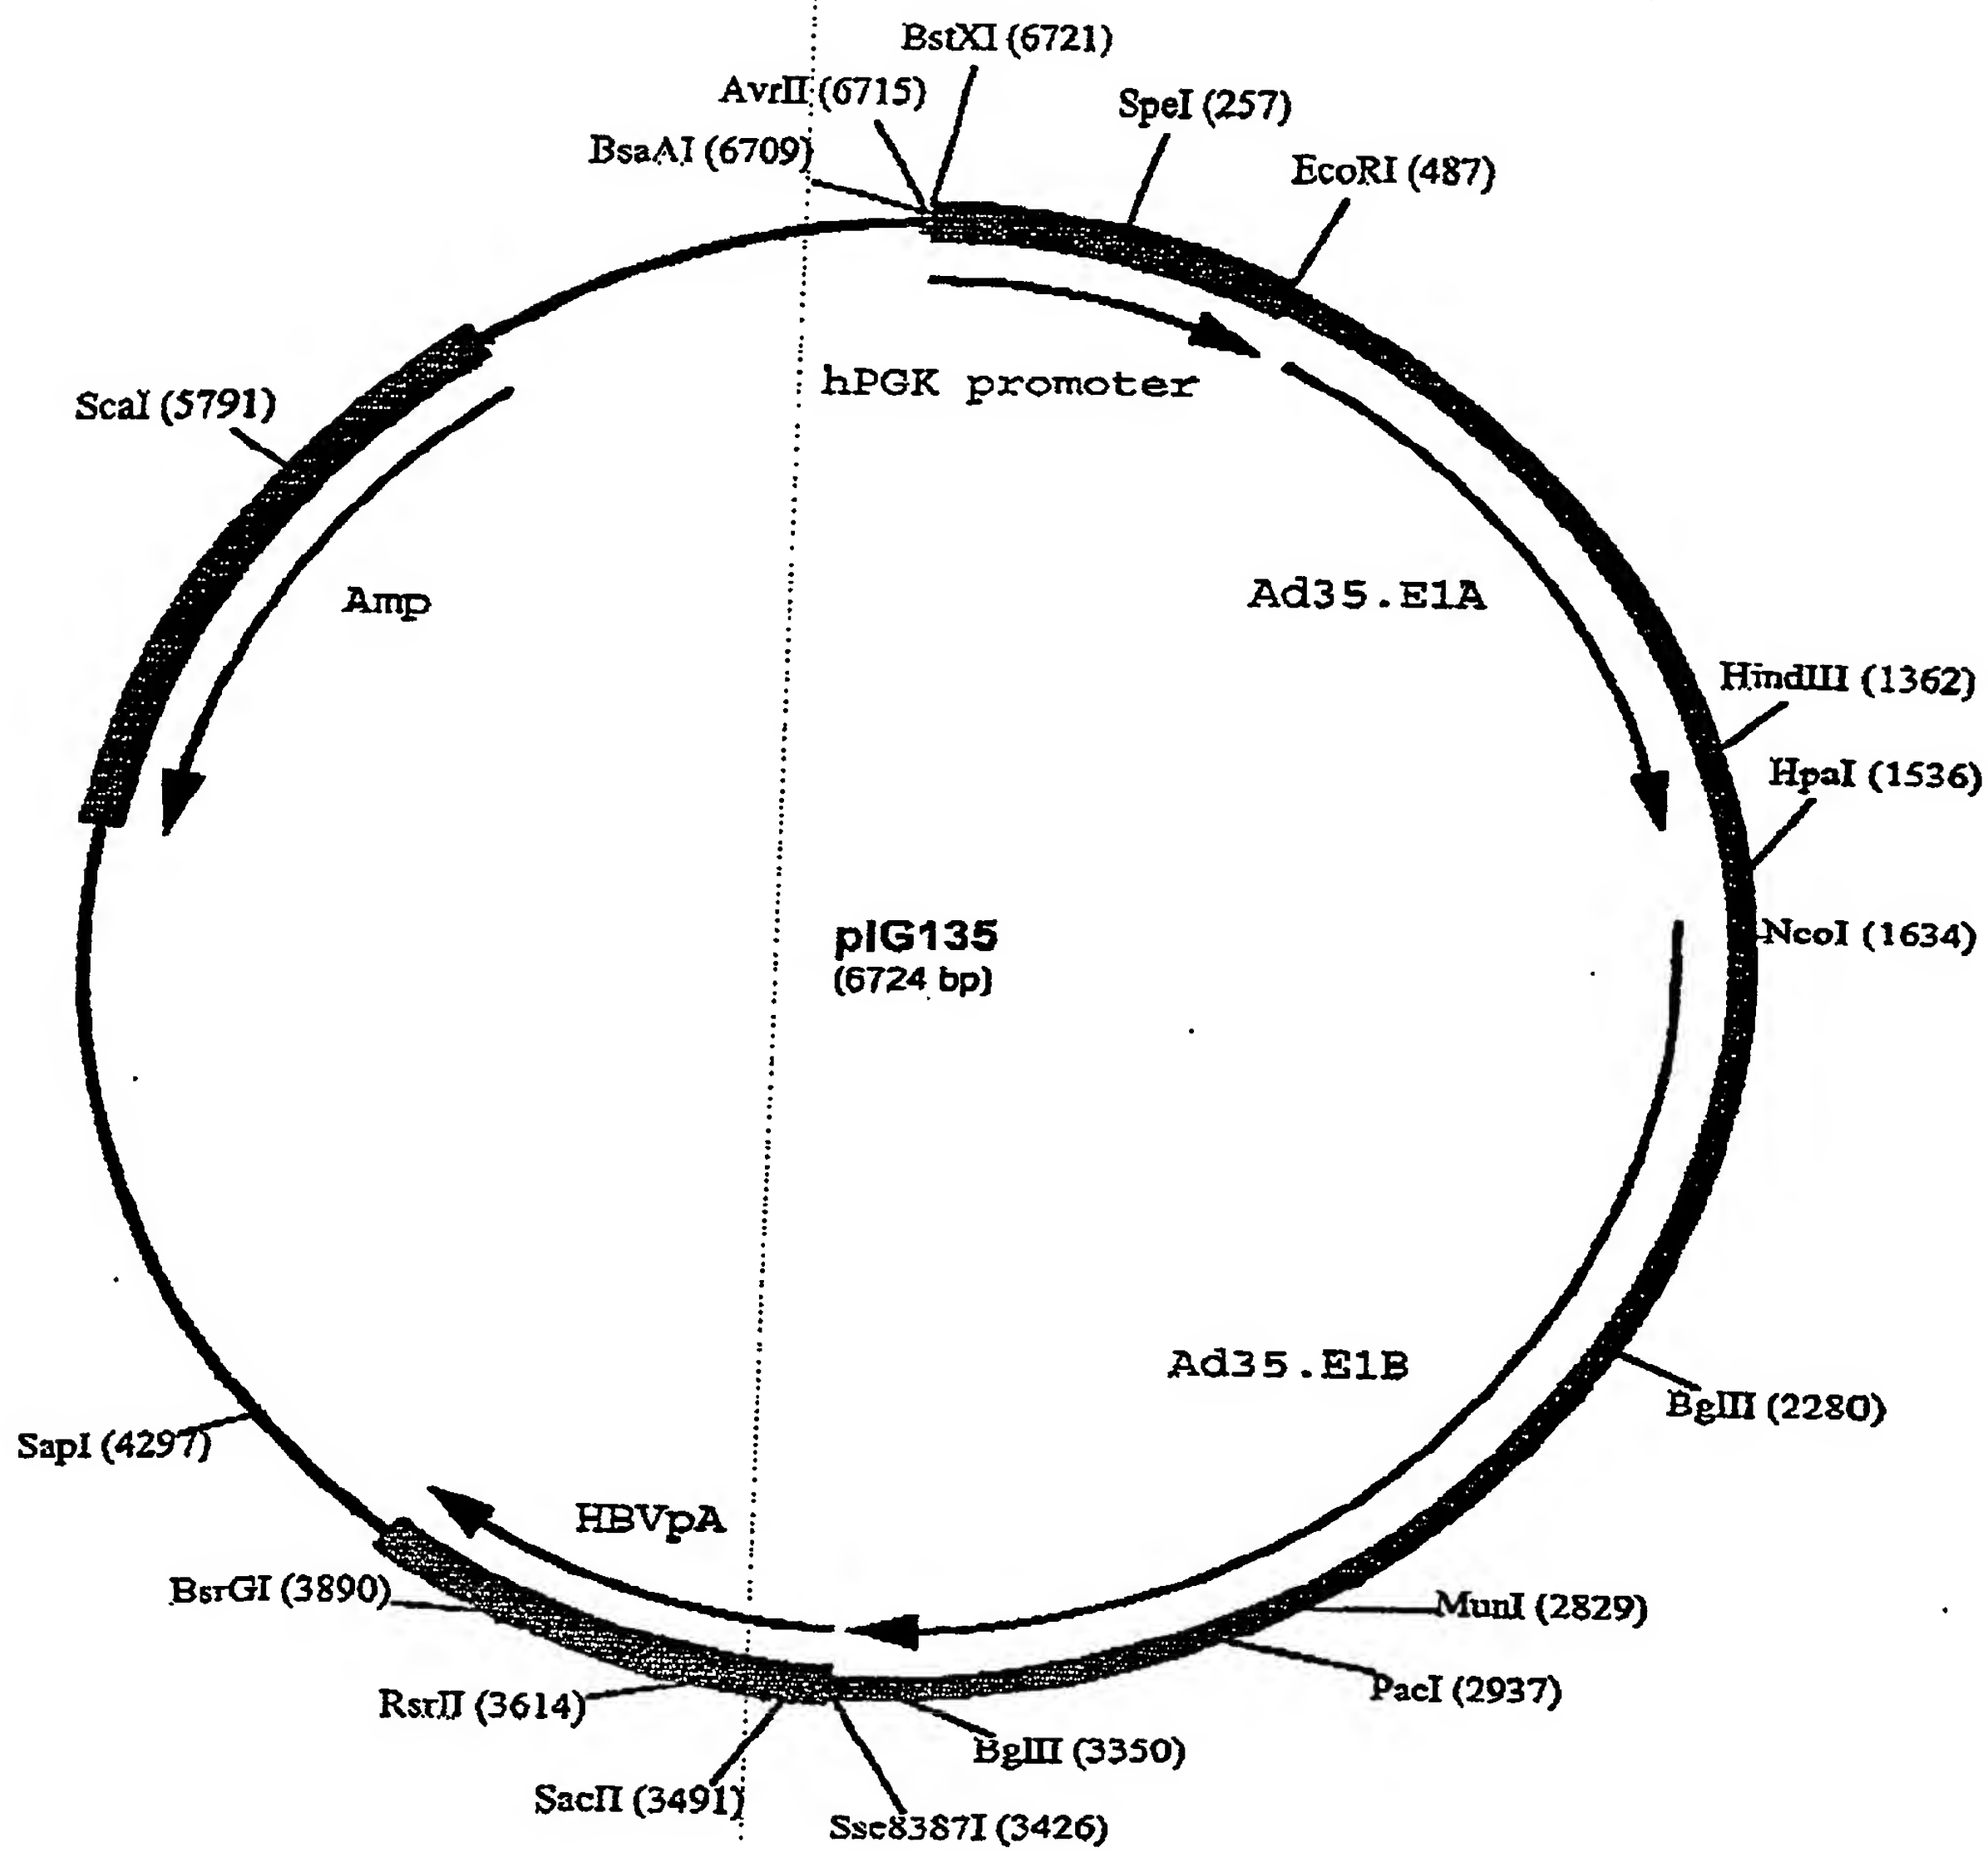 BstXI (6721)
AvrII (6715)
SpeI (257)
BsaAI (6709)
EcoRI (487)
hPGK promoter
ScaI (5791)
Amp
Ad35.E1A
HindIII (1362)
HpaI (1536)
NcoI (1634)
pIG135
(6724 bp)
Ad35.E1B
BglII (2280)
SapI (4297)
HBVpA
BsrGI (3890)
MunI (2829)
PacI (2937)
RsrII (3614)
BglII (3350)
SacII (3491)
Sse8387I (3426)